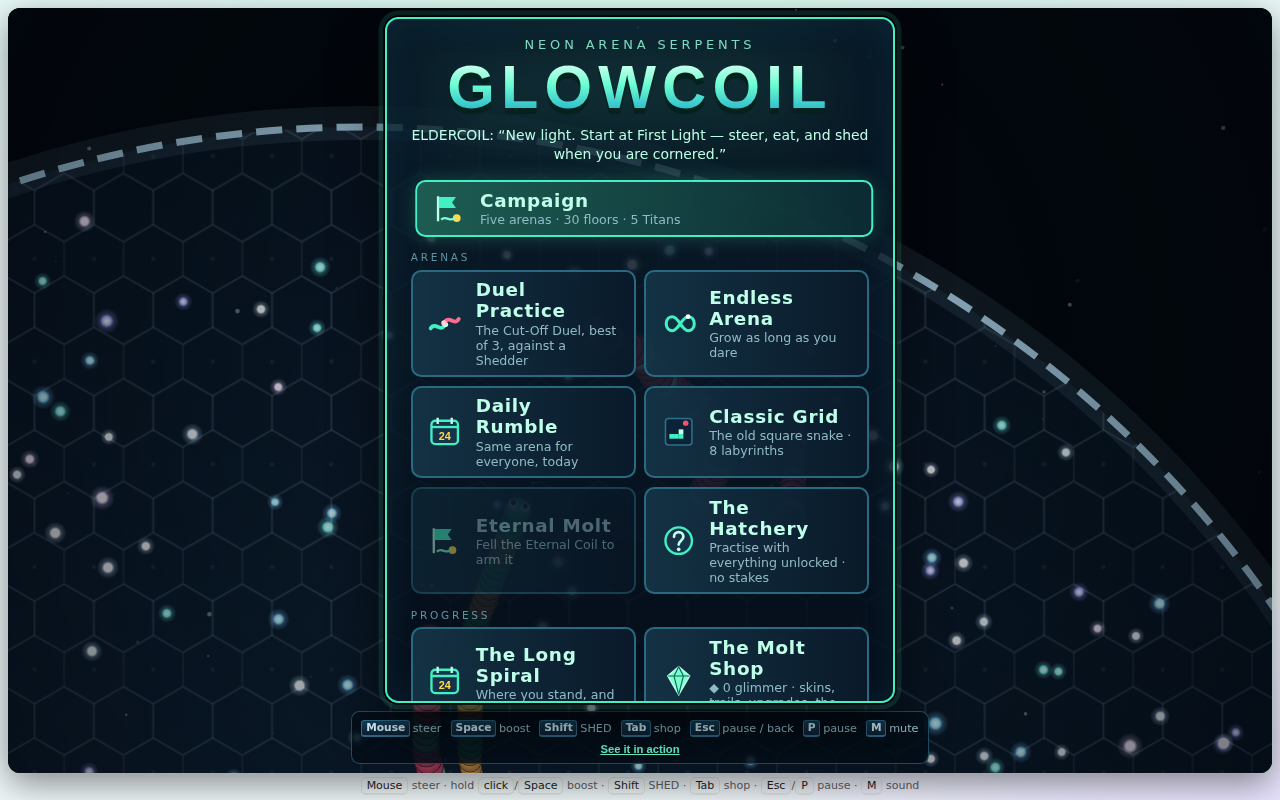 NEON ARENA SERPENTS
GLOWCOIL
ELDERCOIL: “New light. Start at First Light — steer, eat, and shed
when you are cornered.”
Campaign
Five arenas · 30 floors · 5 Titans
ARENAS
Duel
Practice
The Cut-Off Duel, best
of 3, against a
Shedder
Endless
Arena
Grow as long as you
dare
24
Daily
Rumble
Same arena for
everyone, today
Classic Grid
The old square snake ·
8 labyrinths
Eternal Molt
Fell the Eternal Coil to
arm it
?
The
Hatchery
Practise with
everything unlocked ·
no stakes
PROGRESS
24
The Long
Spiral
Where you stand, and
The Molt
Shop
◆ 0 glimmer · skins,
trails, upgrades, the
Mouse steer Space boost Shift SHED Tab shop Esc pause / back P pause M mute
See it in action
Mouse steer · hold click / Space boost · Shift SHED · Tab shop · Esc / P pause · M sound